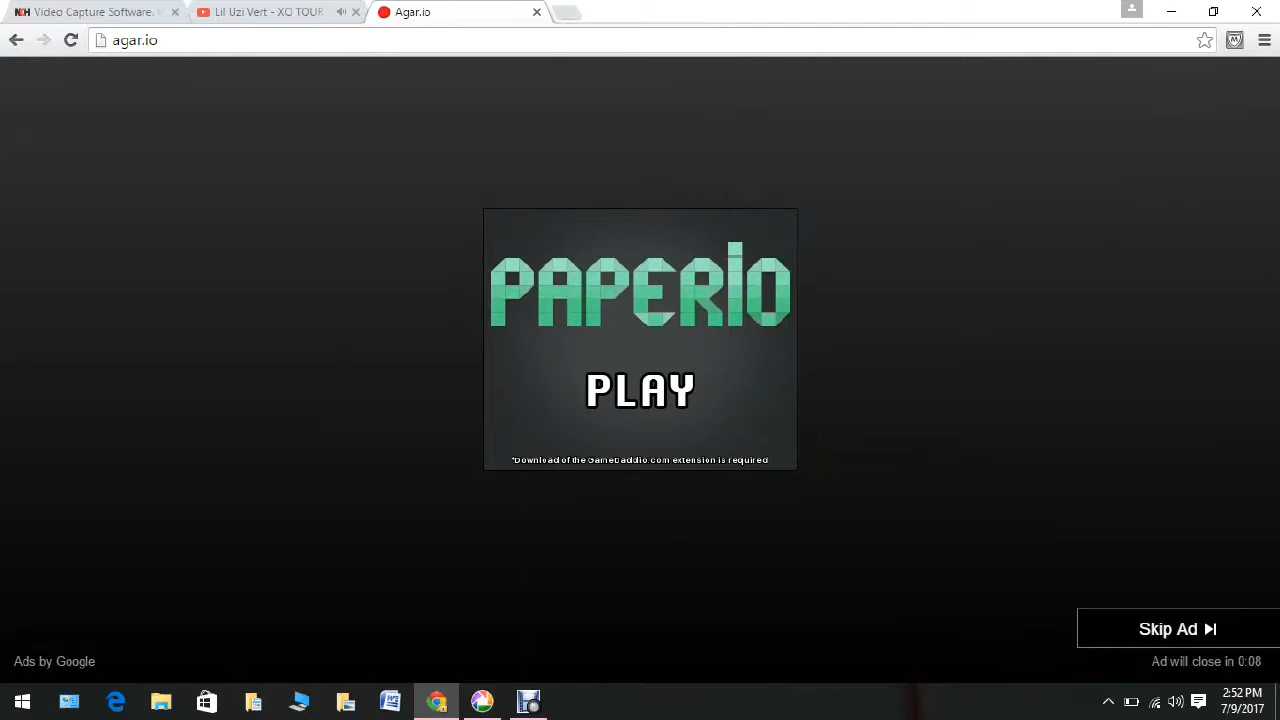 Video Capture Software.
Lil Uzi Vert - XO TOUR
Agar.io
agar.io
PAPERIO
PLAY
*Download of the GameDaddio.com extension is required
Skip Ad
Ads by Google
Ad will close in 0:08
2:52 PM
7/9/2017